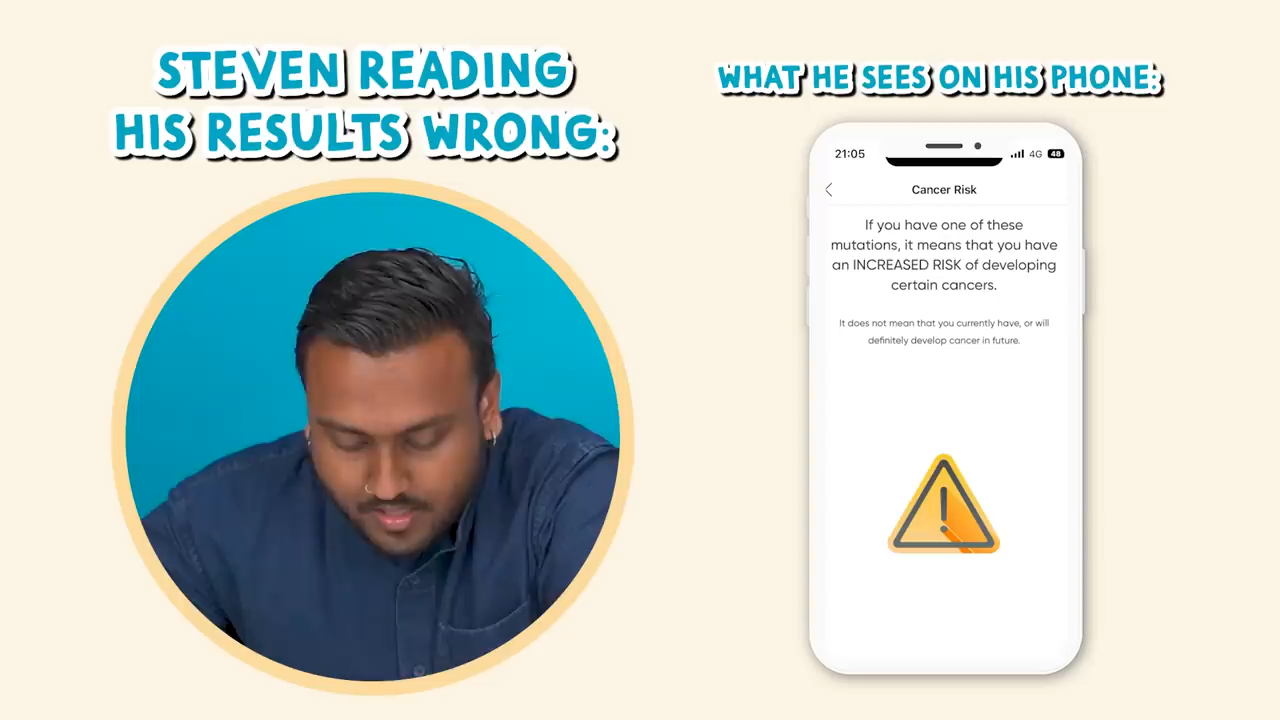 STEVEN READING
HIS RESULTS WRONG:
WHAT HE SEES ON HIS PHONE:
21:05
4G
48
Cancer Risk
If you have one of these
mutations, it means that you have
an INCREASED RISK of developing
certain cancers.
It does not mean that you currently have, or will
definitely develop cancer in future.